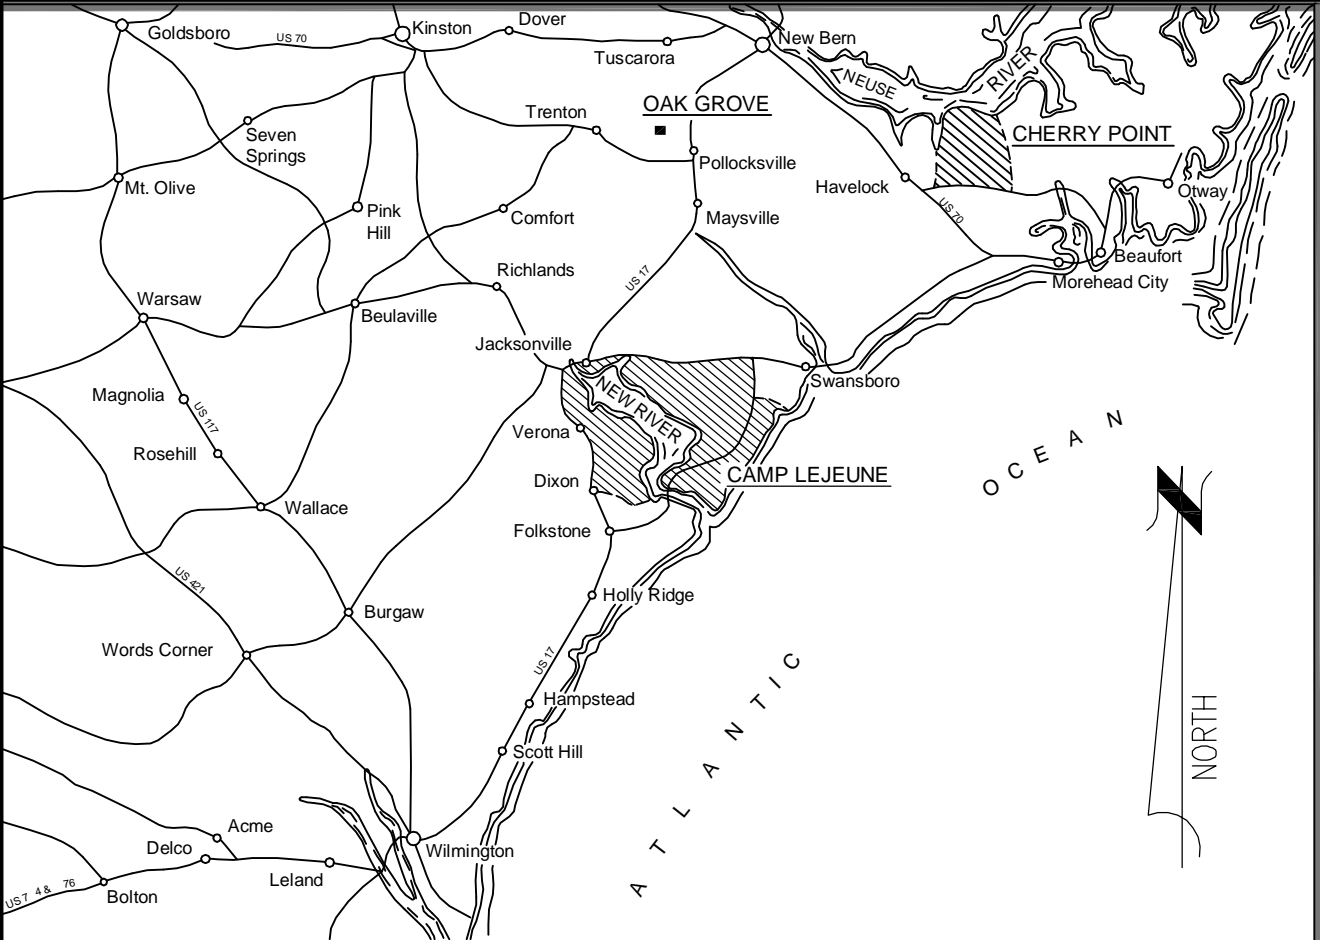 Goldsboro
US 70
Kinston
Dover
Tuscarora
New Bern
NEUSE
RIVER
OAK GROVE
Trenton
CHERRY POINT
Seven
Springs
Pollocksville
Mt. Olive
Havelock
Otway
Pink
Hill
Comfort
Maysville
US 70
Beaufort
Richlands
US 17
Morehead City
Warsaw
Beulaville
Jacksonville
Swansboro
Magnolia
US 117
NEW RIVER
Verona
Rosehill
Dixon
CAMP LEJEUNE
OCEAN
Wallace
Folkstone
US 421
Holly Ridge
Burgaw
Words Corner
US 17
ATLANTIC
Hampstead
NORTH
Scott Hill
Acme
Delco
Wilmington
Leland
US 7 4 & 76
Bolton